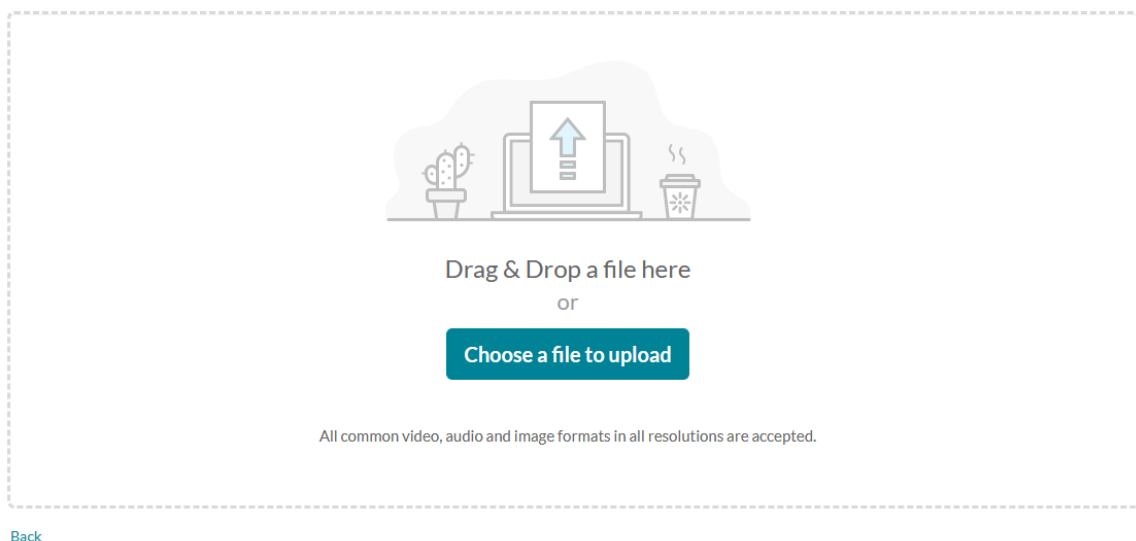 Drag & Drop a file here
or
Choose a file to upload
All common video, audio and image formats in all resolutions are accepted.
Back